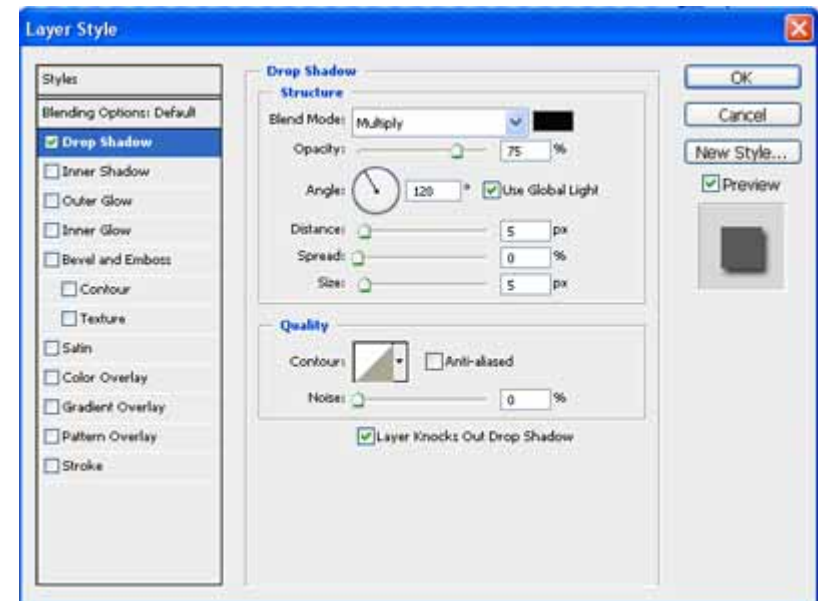 Layer Style
Styles
Blending Options: Default
Drop Shadow
Inner Shadow
Outer Glow
Inner Glow
Bevel and Emboss
Contour
Texture
Satin
Color Overlay
Gradient Overlay
Pattern Overlay
Stroke
Drop Shadow
Structure
Blend Mode: Multiply
Opacity: 75 %
Angle: 120 ° Use Global Light
Distance: 5 px
Spread: 0 %
Size: 5 px
Quality
Contour: Anti-aliased
Noise: 0 %
Layer Knocks Out Drop Shadow
OK
Cancel
New Style...
Preview